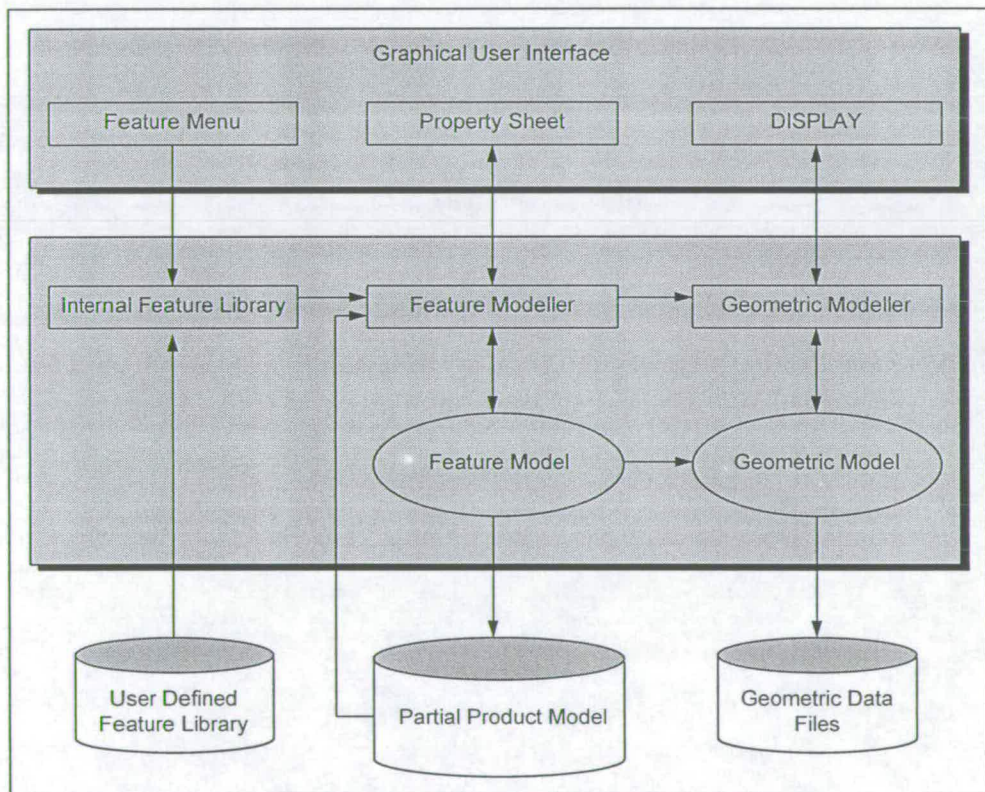 Graphical User Interface
Feature Menu
Property Sheet
DISPLAY
Internal Feature Library
Feature Modeller
Geometric Modeller
Feature Model
Geometric Model
User Defined
Feature Library
Partial Product Model
Geometric Data
Files